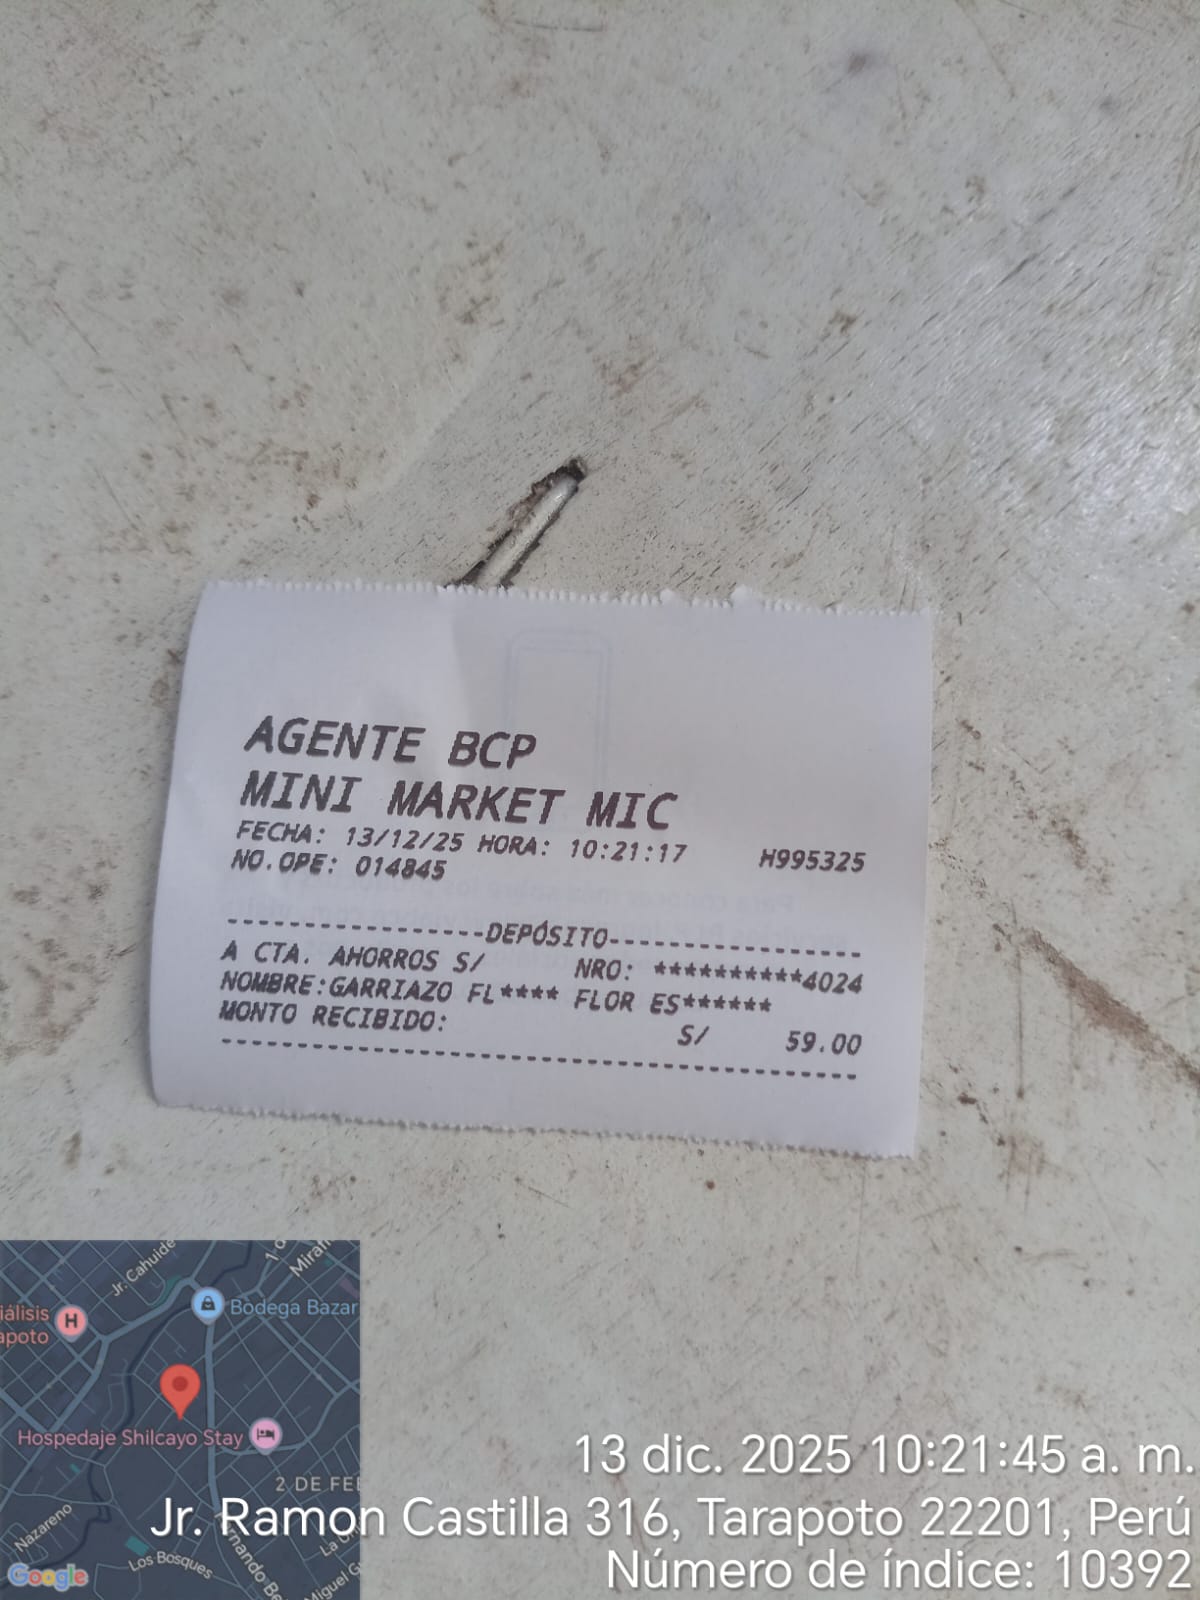 AGENTE BCP
MINI MARKET MIC
FECHA: 13/12/25 HORA: 10:21:17 H995325
NO.OPE: 014845
-----------------DEPÓSITO-----------------
A CTA. AHORROS S/ NRO: **********4024
NOMBRE:GARRIAZO FL**** FLOR ES******
MONTO RECIBIDO: S/ 59.00
Jr. Cahuide
Bodega Bazar
H
Hospedaje Shilcayo Stay
2 DE FE
Nazareno
Los Bosques
Google
13 dic. 2025 10:21:45 a. m.
Jr. Ramon Castilla 316, Tarapoto 22201, Perú
Número de índice: 10392